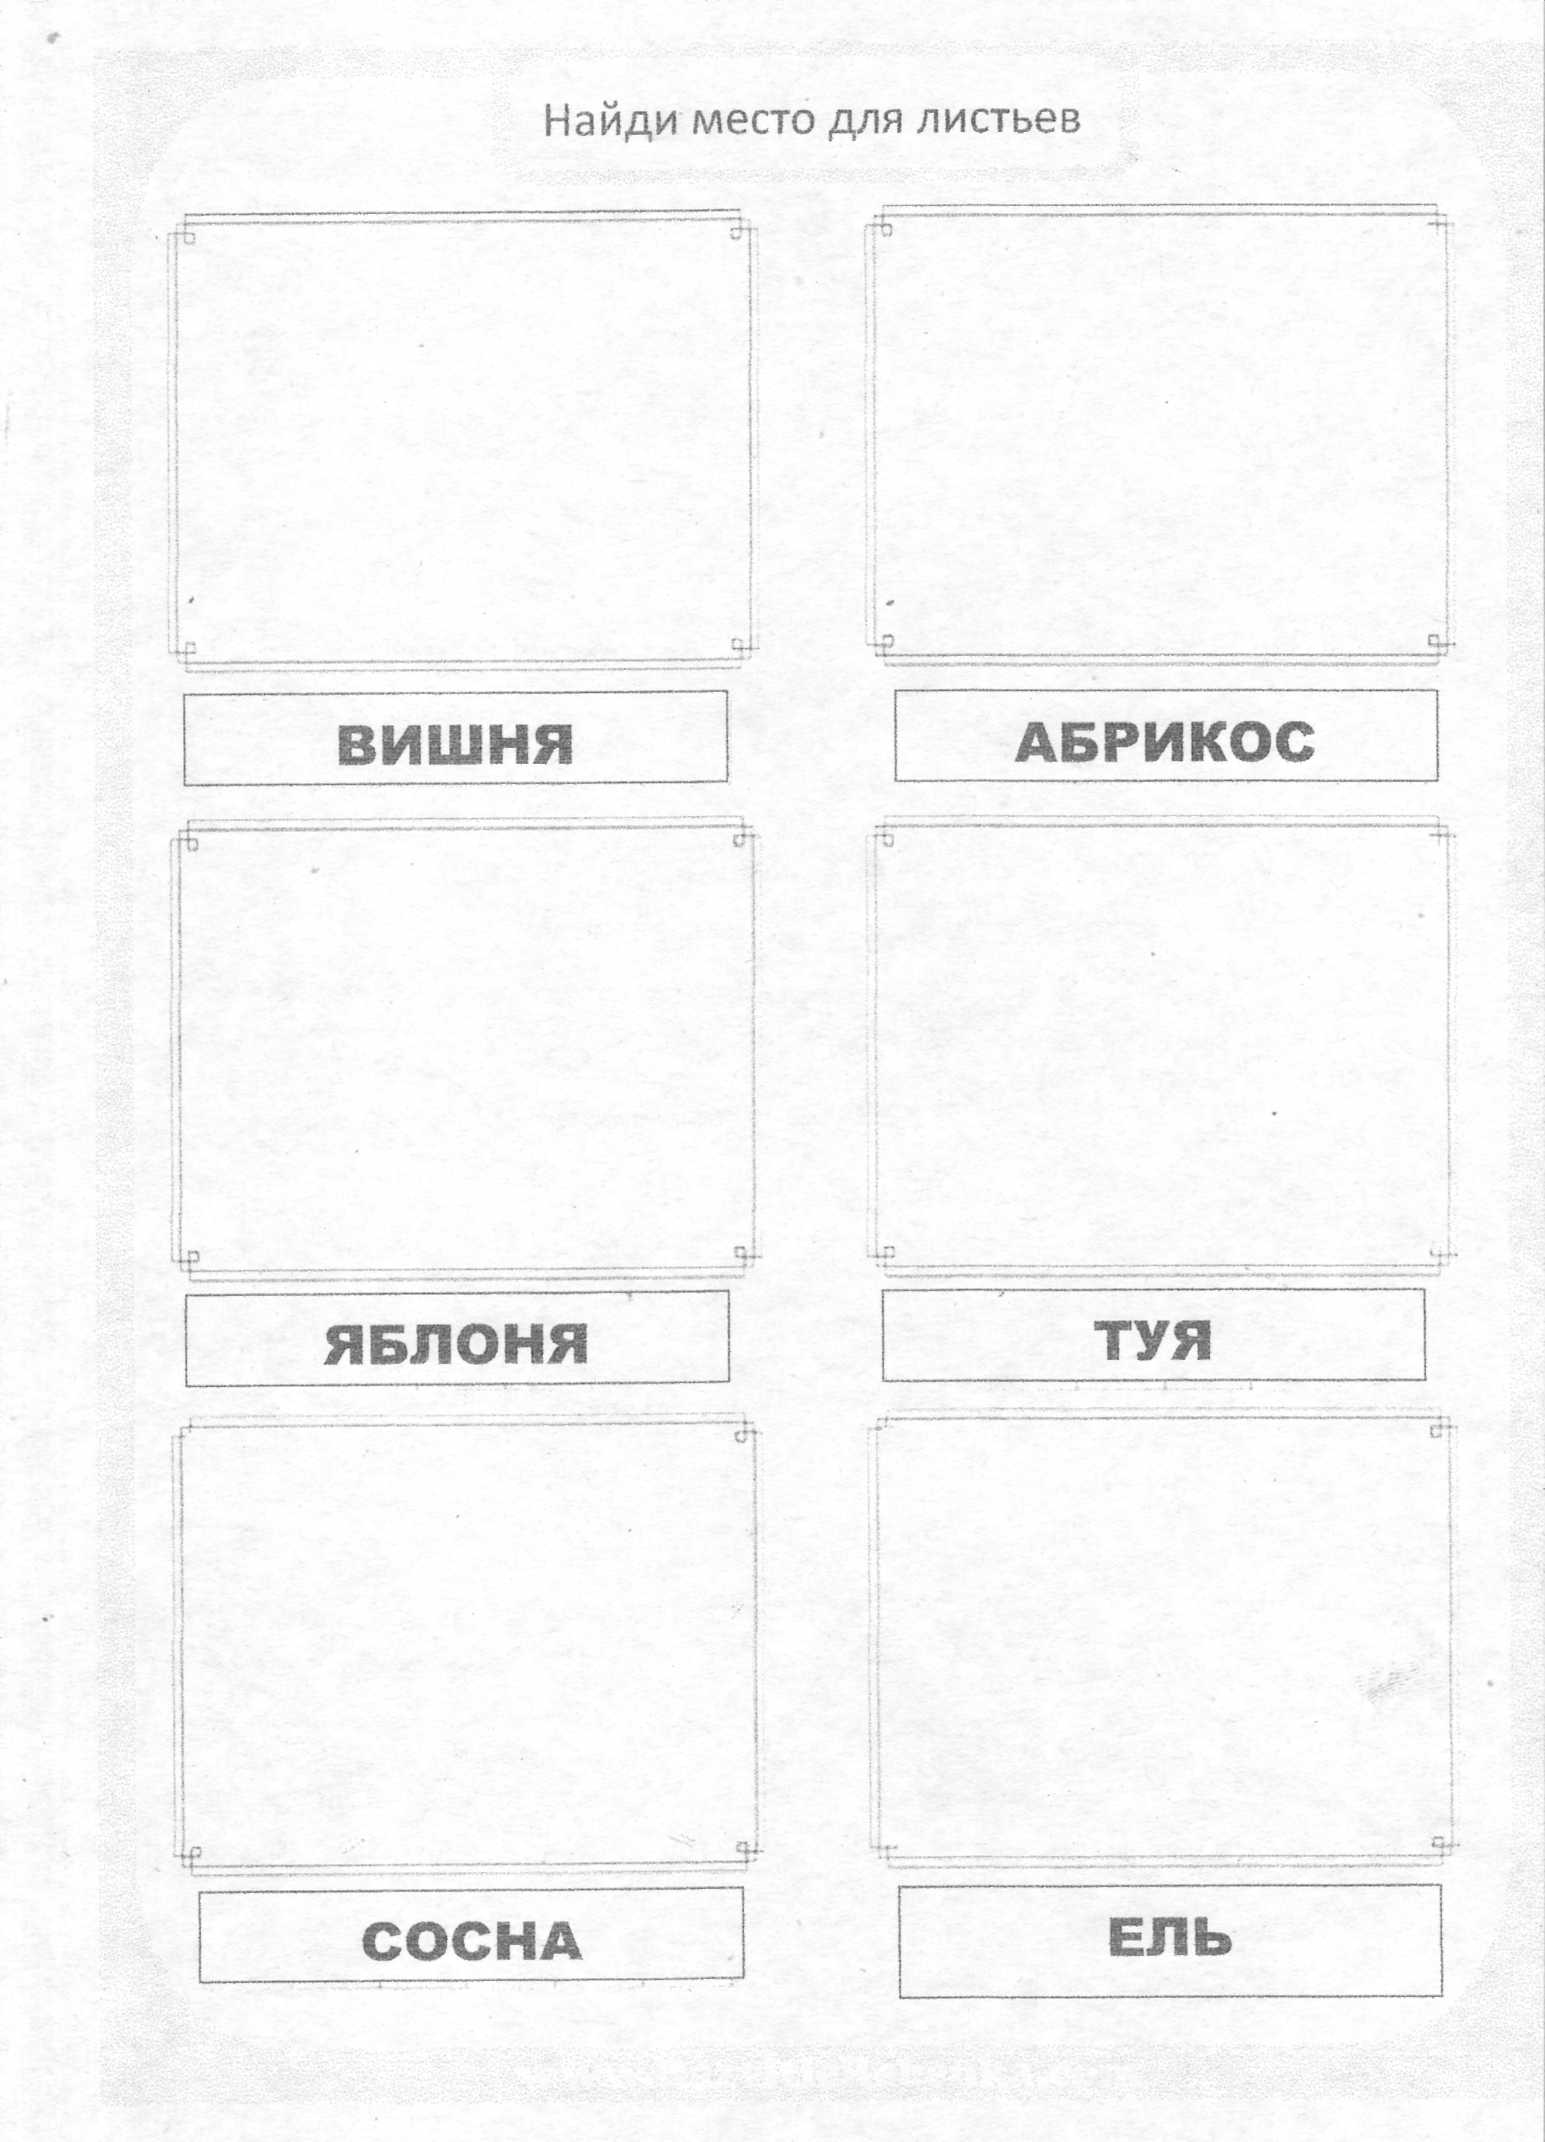 Найди место для листьев
ВИШНЯ
АБРИКОС
ЯБЛОНЯ
ТУЯ
СОСНА
ЕЛЬ